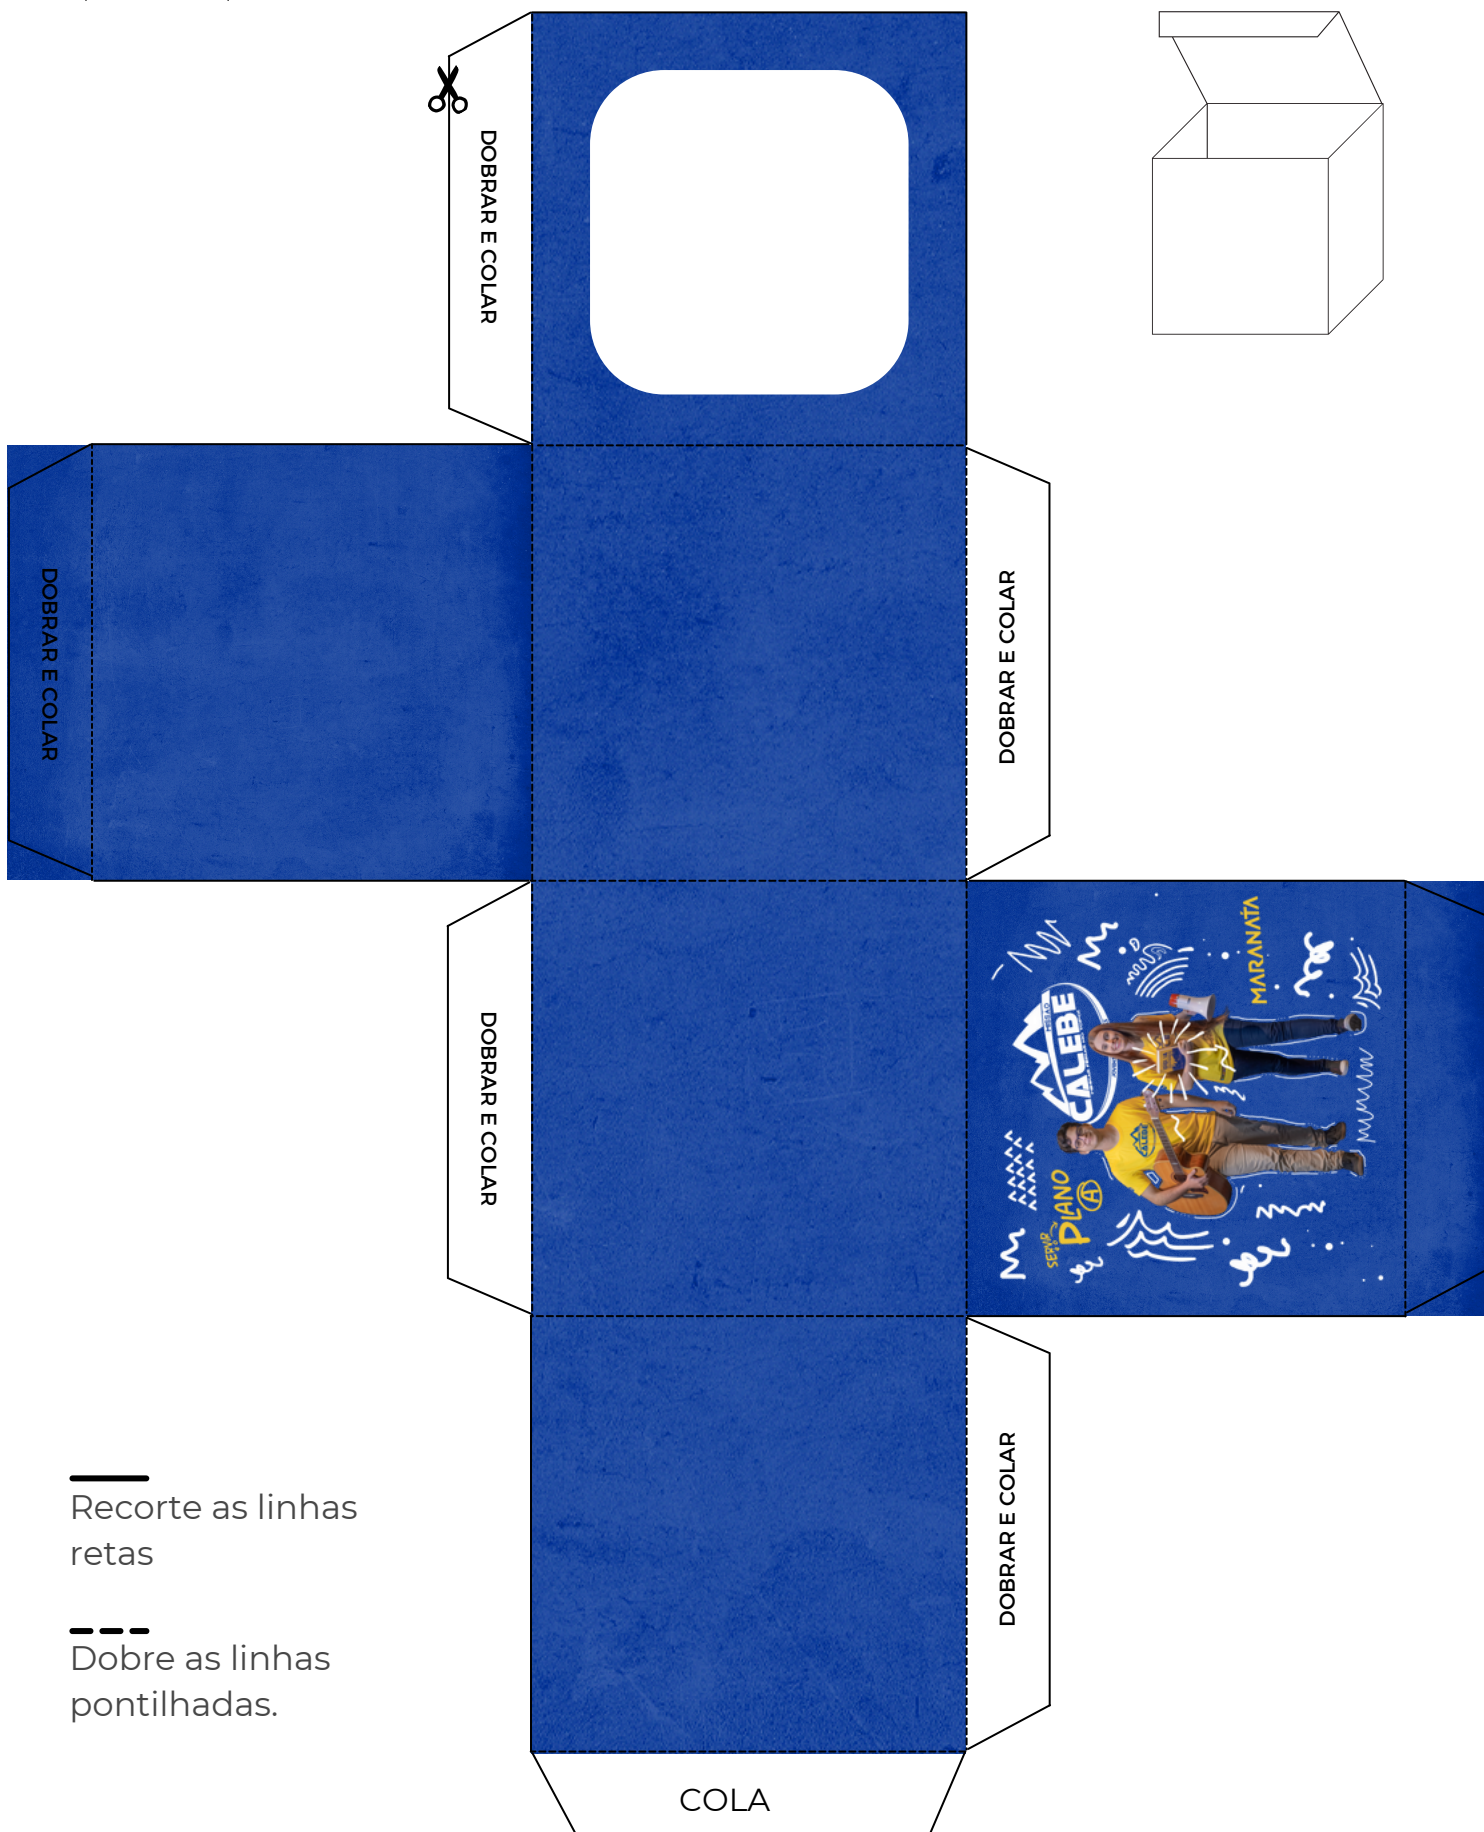 DOBRAR E COLAR
DOBRAR E COLAR
DOBRAR E COLAR
MARANATA
MISSÃO
CALEBE
CALEBE
SERVIR
É O
PLANO
A
DOBRAR E COLAR
DOBRAR E COLAR
Recorte as linhas
retas
Dobre as linhas
pontilhadas.
COLA